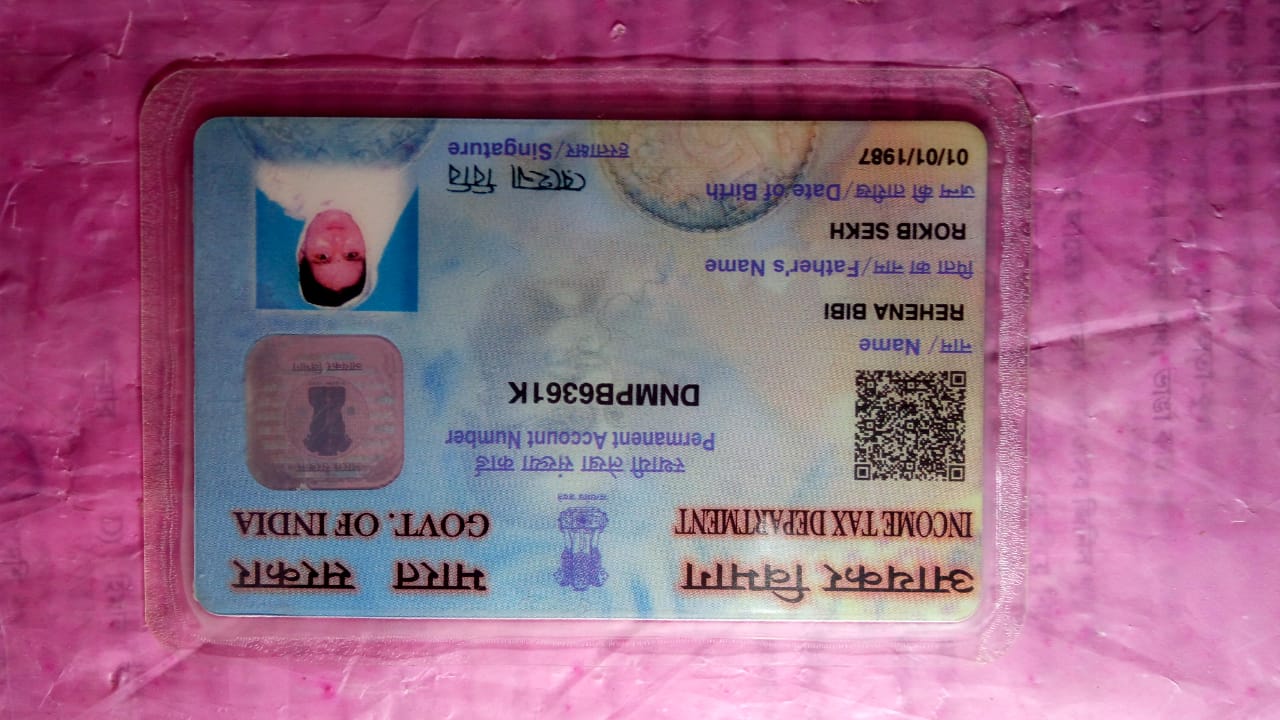 आयकर विभाग
INCOME TAX DEPARTMENT
सत्यमेव जयते
भारत सरकार
GOVT. OF INDIA
स्थायी लेखा संख्या कार्ड
Permanent Account Number
DNMPB6361K
भारत सरकार
आयकर विभाग
नाम/ Name
REHENA BIBI
पिता का नाम/Father's Name
ROKIB SEKH
जन्म की तारीख/Date of Birth
01/01/1987
রেহেনা বিবি
हस्ताक्षर/Singature